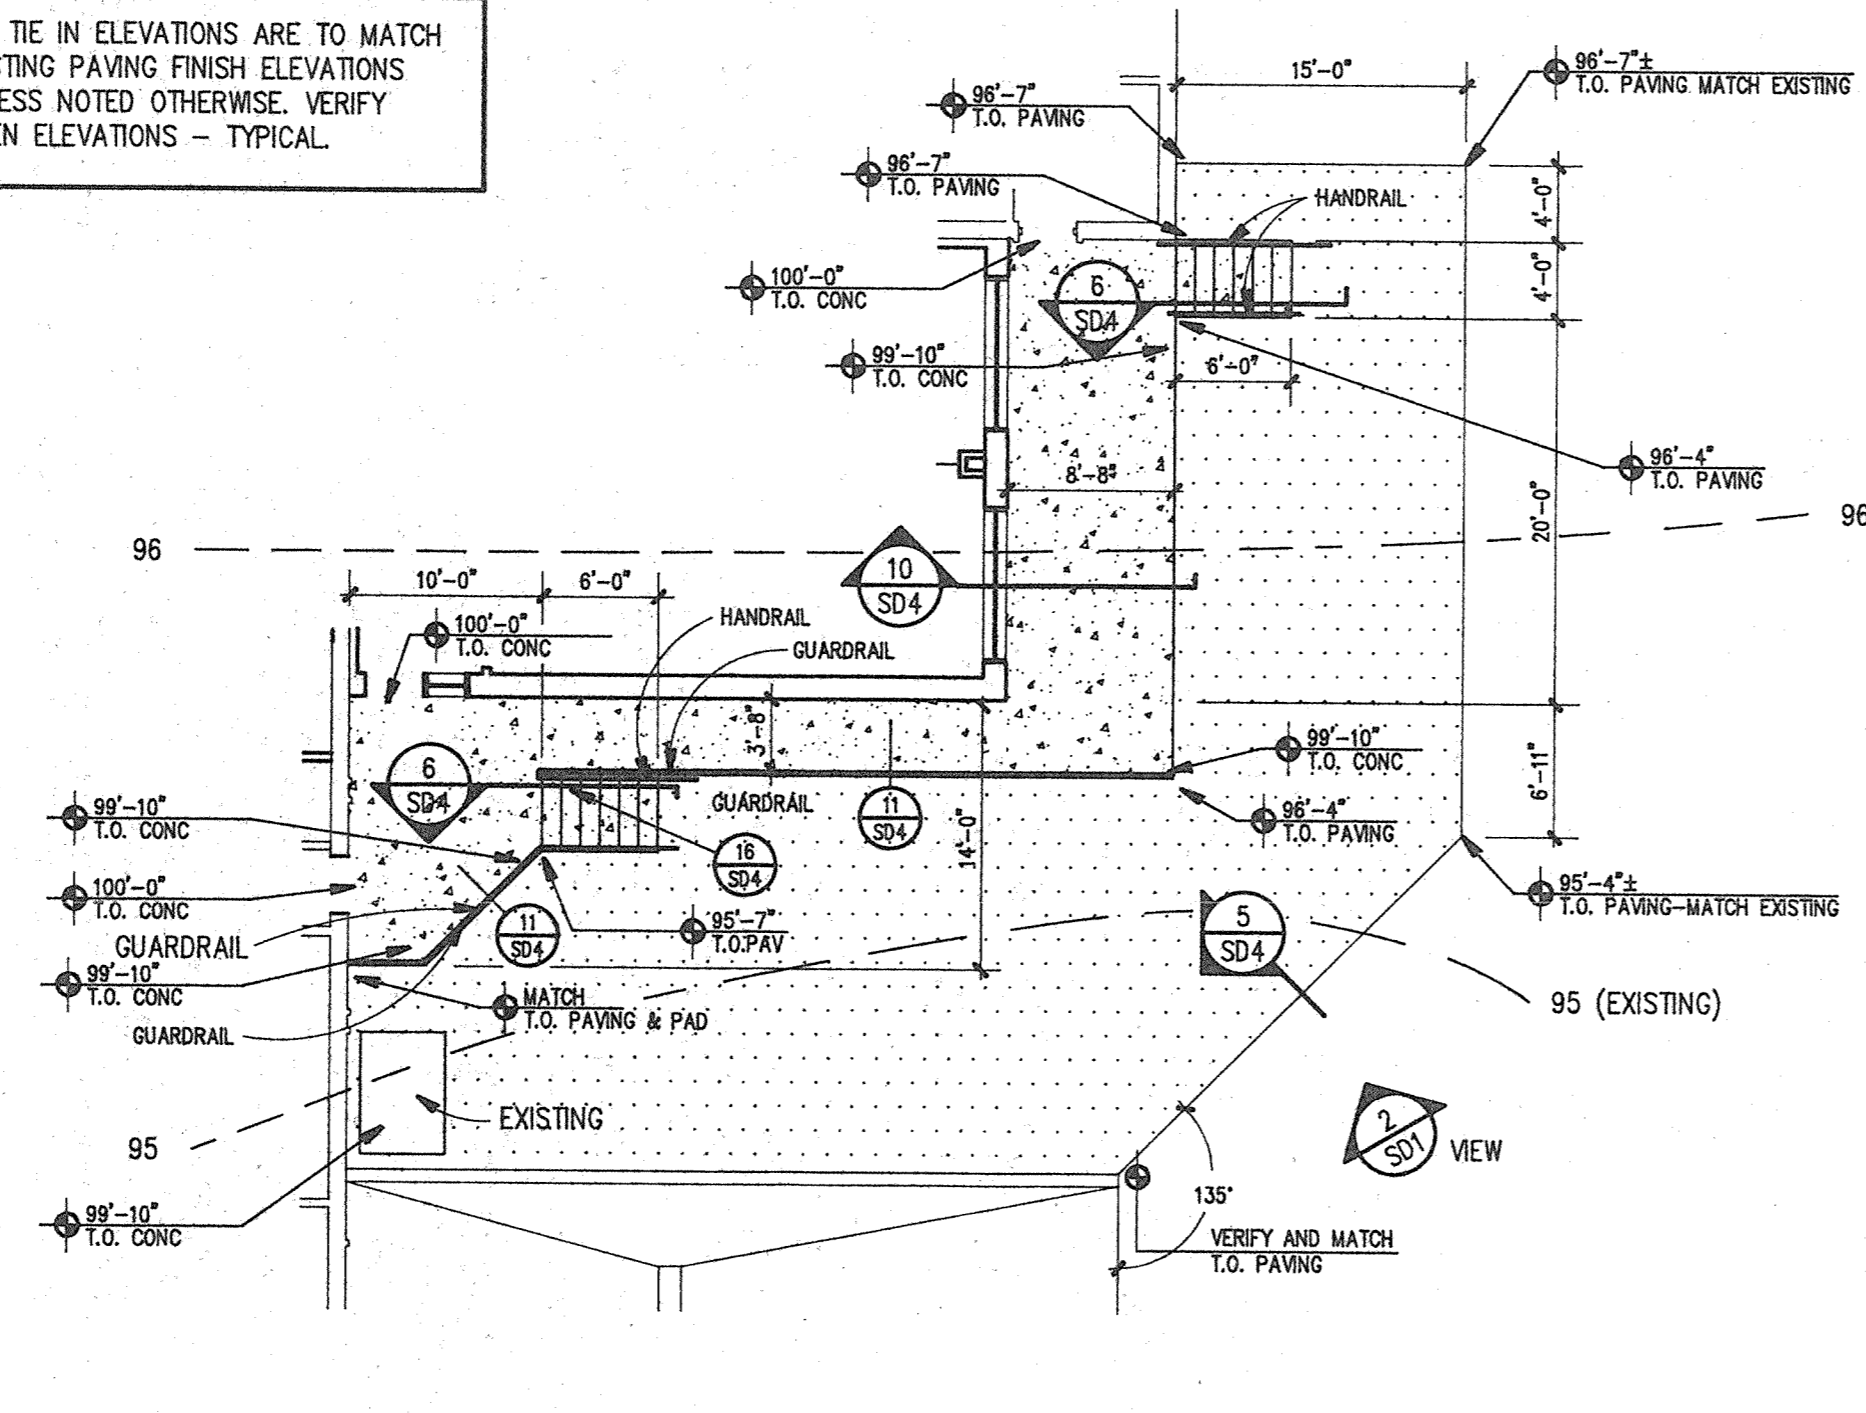 TIE IN ELEVATIONS ARE TO MATCH
STING PAVING FINISH ELEVATIONS
ESS NOTED OTHERWISE. VERIFY
EN ELEVATIONS – TYPICAL.
15'-0"
96'-7"±
T.O. PAVING MATCH EXISTING
96'-7"
T.O. PAVING
96'-7"
T.O. PAVING
HANDRAIL
4'-0"
4'-0"
100'-0"
T.O. CONC
6
SD4
99'-10"
T.O. CONC
6'-0"
96'-4"
T.O. PAVING
8'-8"
20'-0"
96
96
10
SD4
10'-0"
6'-0"
HANDRAIL
100'-0"
T.O. CONC
GUARDRAIL
3'-8"
99'-10"
T.O. CONC
6
SD4
GUARDRAIL
11
SD4
6'-11"
99'-10"
T.O. CONC
96'-4"
T.O. PAVING
14'-0"
16
SD4
100'-0"
T.O. CONC
95'-4"±
T.O. PAVING-MATCH EXISTING
11
SD4
95'-7"
T.O.PAV
5
SD4
GUARDRAIL
99'-10"
T.O. CONC
MATCH
T.O. PAVING & PAD
95 (EXISTING)
GUARDRAIL
EXISTING
95
2
SD1
VIEW
135°
99'-10"
T.O. CONC
VERIFY AND MATCH
T.O. PAVING